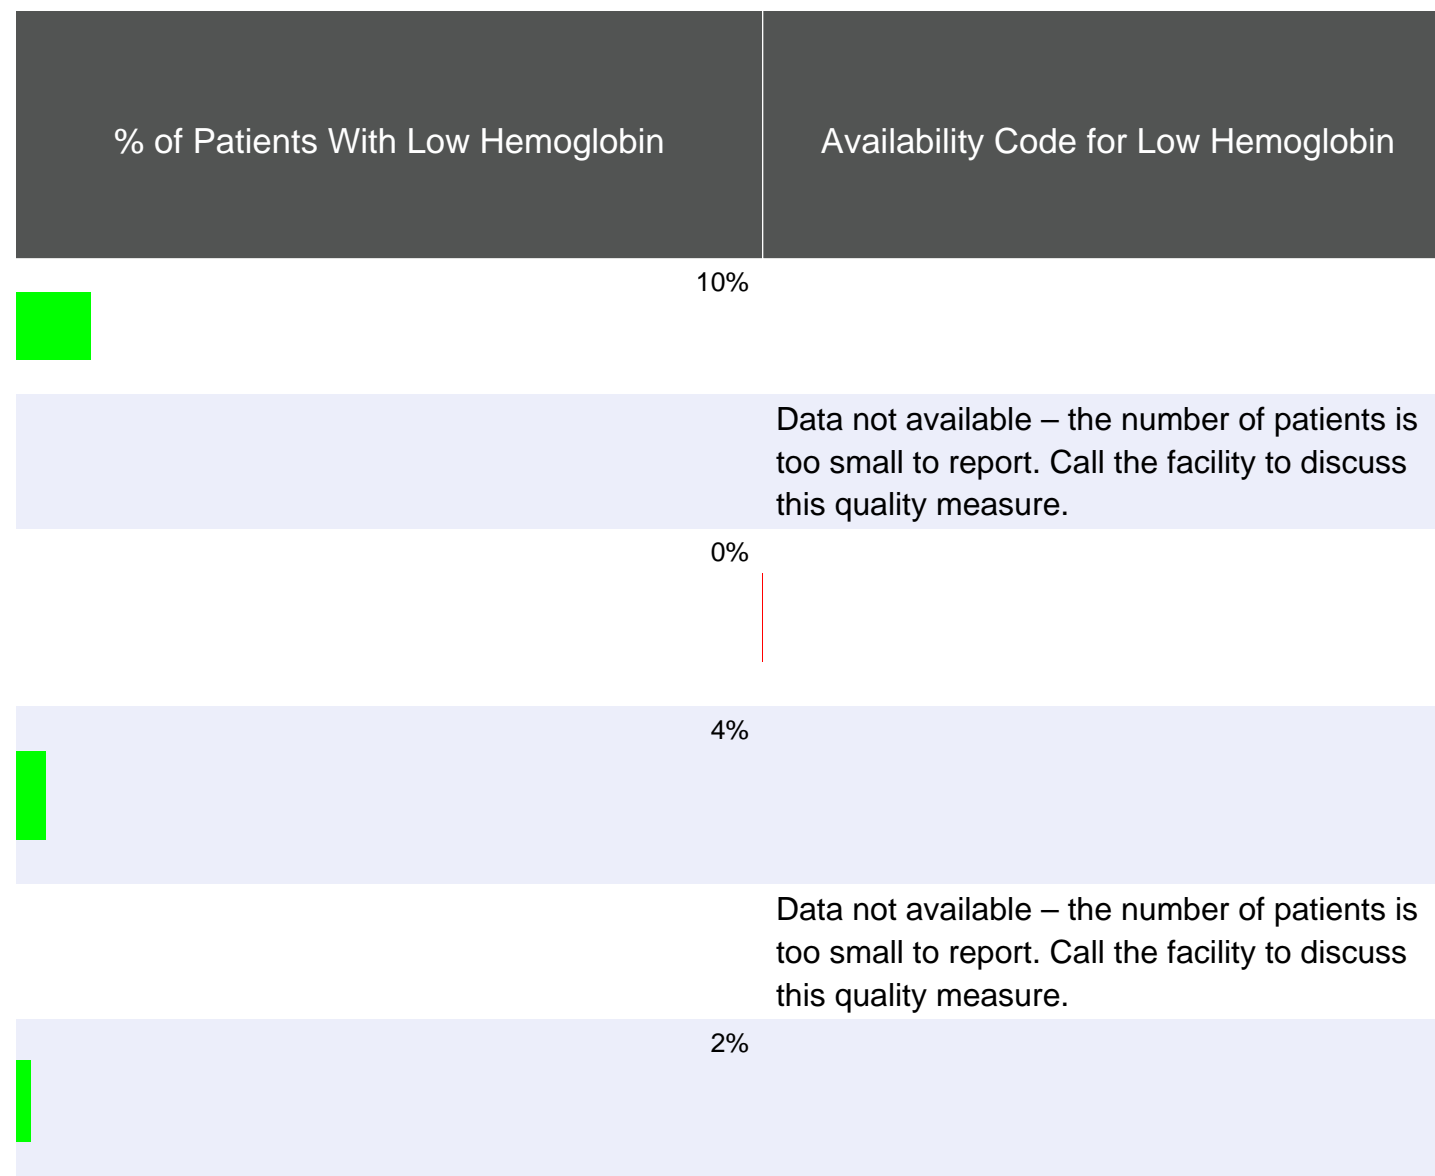 % of Patients With Low Hemoglobin
Availability Code for Low Hemoglobin
10%
Data not available – the number of patients is
too small to report. Call the facility to discuss
this quality measure.
0%
4%
Data not available – the number of patients is
too small to report. Call the facility to discuss
this quality measure.
2%